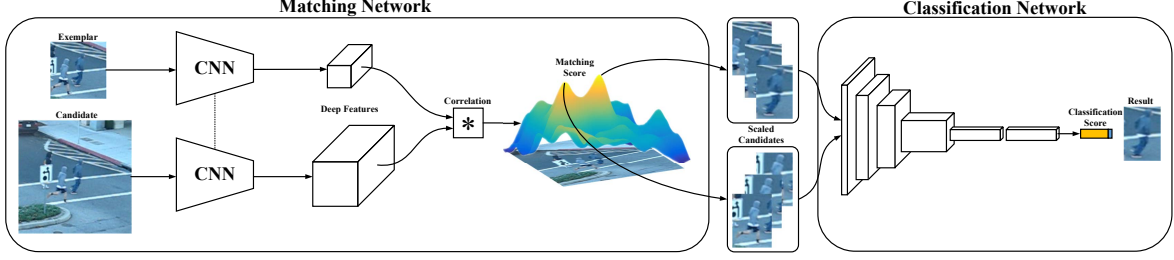 Matching Network
Classification Network
Exemplar
CNN
Candidate
CNN
Deep Features
Correlation
*
Matching
Score
Scaled
Candidates
Classification
Score
Result